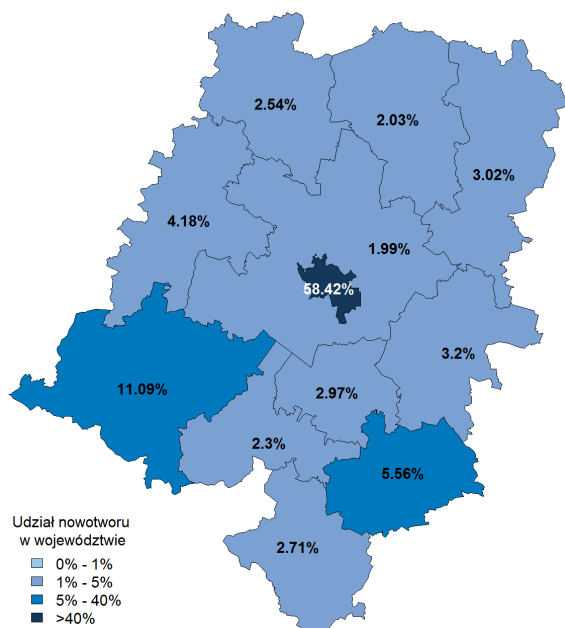 2.54%
2.03%
3.02%
4.18%
1.99%
58.42%
3.2%
11.09%
2.97%
2.3%
5.56%
2.71%
Udział nowotworu
w województwie
0% - 1%
1% - 5%
5% - 40%
>40%